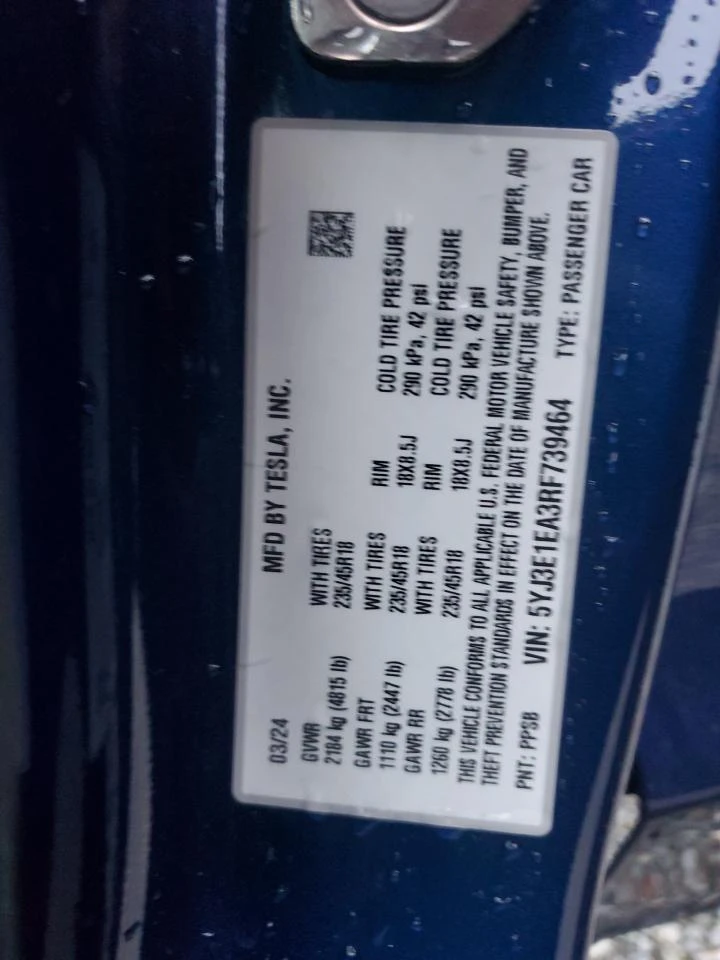 MFD BY TESLA, INC.
03/24
GVWR WITH TIRES
2184 kg (4815 lb) 235/45R18
GAWR FRT WITH TIRES RIM COLD TIRE PRESSURE
1110 kg (2447 lb) 235/45R18 18X8.5J 290 kPa, 42 psi
GAWR RR WITH TIRES RIM COLD TIRE PRESSURE
1260 kg (2778 lb) 235/45R18 18X8.5J 290 kPa, 42 psi
THIS VEHICLE CONFORMS TO ALL APPLICABLE U.S. FEDERAL MOTOR VEHICLE SAFETY, BUMPER, AND
THEFT PREVENTION STANDARDS IN EFFECT ON THE DATE OF MANUFACTURE SHOWN ABOVE.
PNT: PPSB VIN: 5YJ3E1EA3RF739464 TYPE: PASSENGER CAR